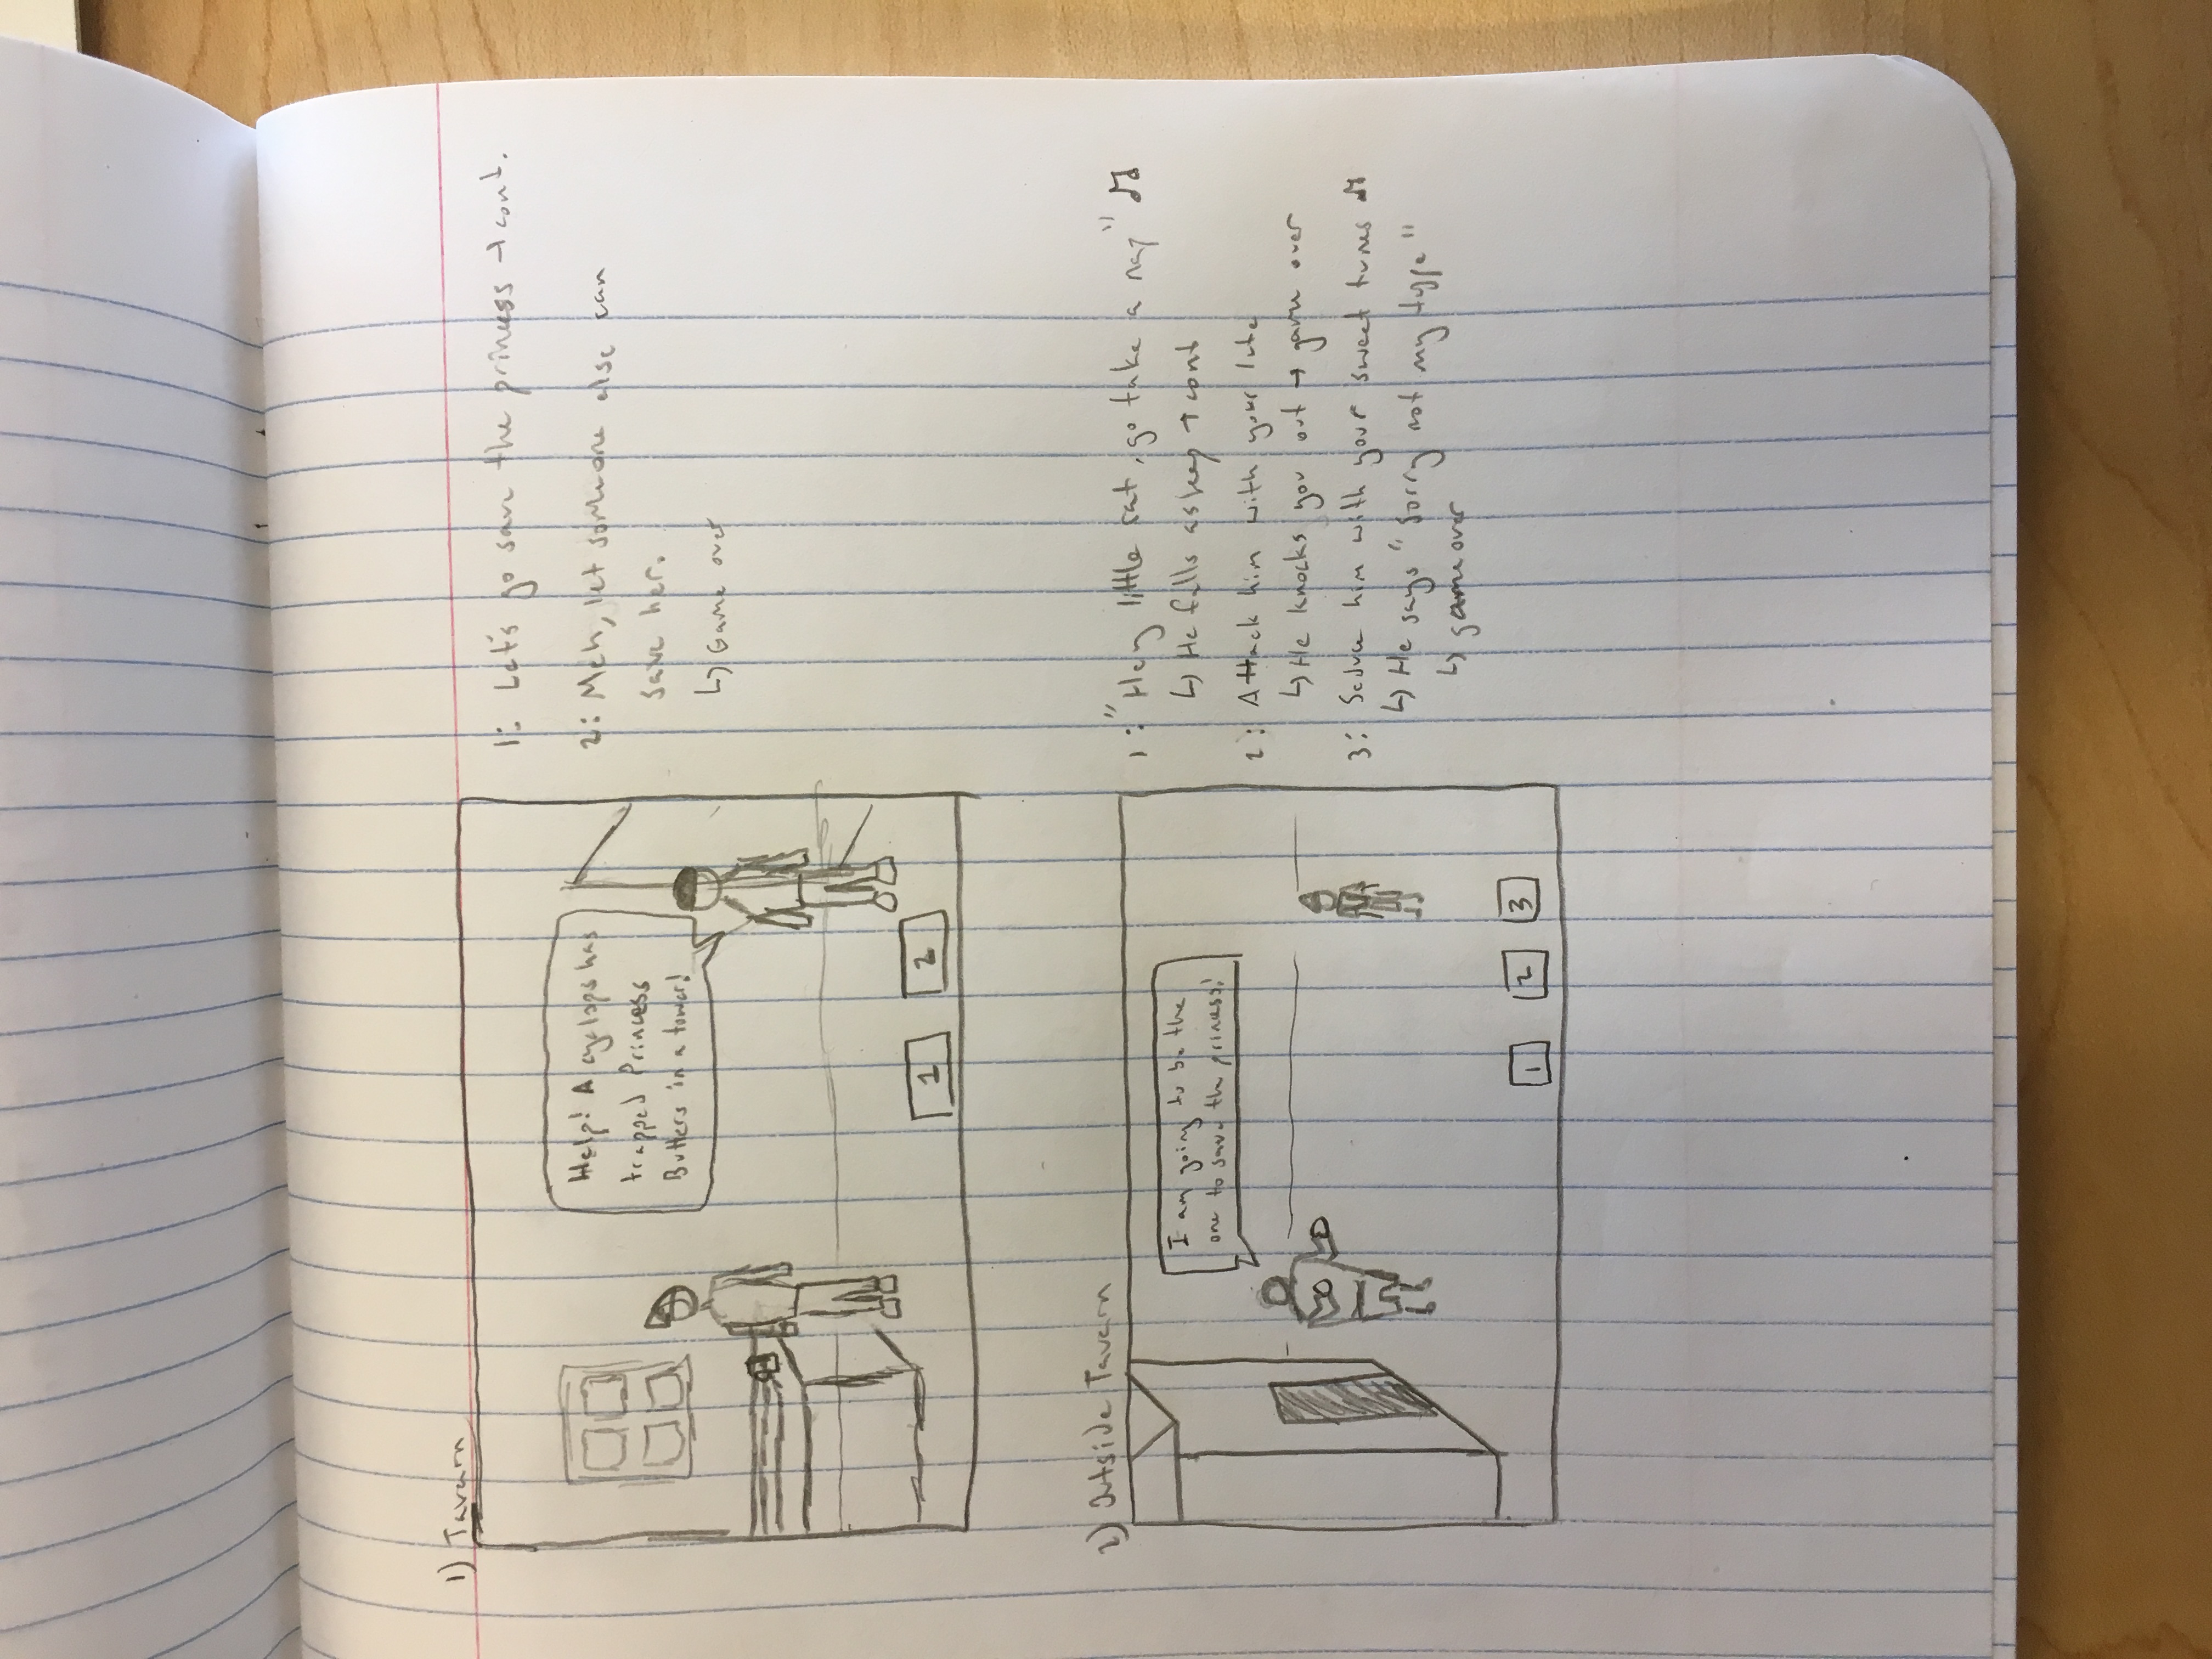 1) Tavern
Help! A cyclops has
trapped Princess
Butters in a tower!
1
2
1: Let's go save the princess → cont.
2: Meh, let someone else can
save her.
↳ Game over
2) Outside Tavern
I am going to be the
one to save the princess!
1
2
3
1: "Hey little rat, go take a nap" ♫
↳ He falls asleep → cont
2: Attack him with your lute
↳ He knocks you out → game over
3: Seduce him with your sweet tunes ♫
↳ He says "Sorry not my type"
↳ game over